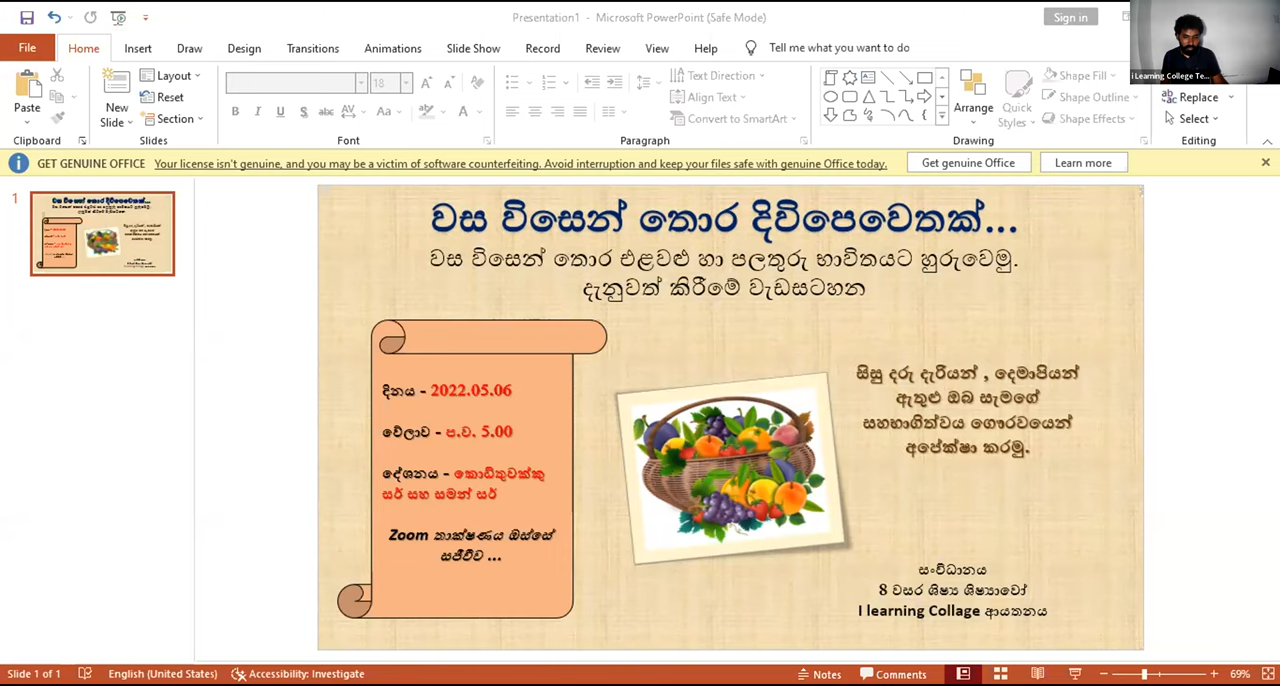 Presentation1 - Microsoft PowerPoint (Safe Mode)
Sign in
File
Home
Insert
Draw
Design
Transitions
Animations
Slide Show
Record
Review
View
Help
Tell me what you want to do
I Learning College Te...
Paste
Clipboard
New
Slide
Layout
Reset
Section
Slides
18
Font
Text Direction
Align Text
Convert to SmartArt
Paragraph
Arrange
Quick
Styles
Shape Fill
Shape Outline
Shape Effects
Drawing
Replace
Select
Editing
GET GENUINE OFFICE Your license isn't genuine, and you may be a victim of software counterfeiting. Avoid interruption and keep your files safe with genuine Office today.
Get genuine Office
Learn more
1
වස විසෙන් තොර දිවිපෙවෙතක්...
වස විසෙන් තොර එළවළු හා පලතුරු භාවිතයට හුරුවෙමු.
දැනුවත් කිරීමේ වැඩසටහන
දිනය - 2022.05.06
වේලාව - ප.ව. 5.00
දේශනය - කොඩිතුවක්කු
සර් සහ සමන් සර්
Zoom තාක්ෂණය ඔස්සේ
සජීවීව ...
සිසු දරු දැරියන් , දෙමාපියන්
ඇතුළු ඔබ සැමගේ
සහභාගිත්වය ගෞරවයෙන්
අපේක්ෂා කරමු.
සංවිධානය
8 වසර ශිෂ්‍ය ශිෂ්‍යාවෝ
I learning Collage ආයතනය
Slide 1 of 1
English (United States)
Accessibility: Investigate
Notes
Comments
69%